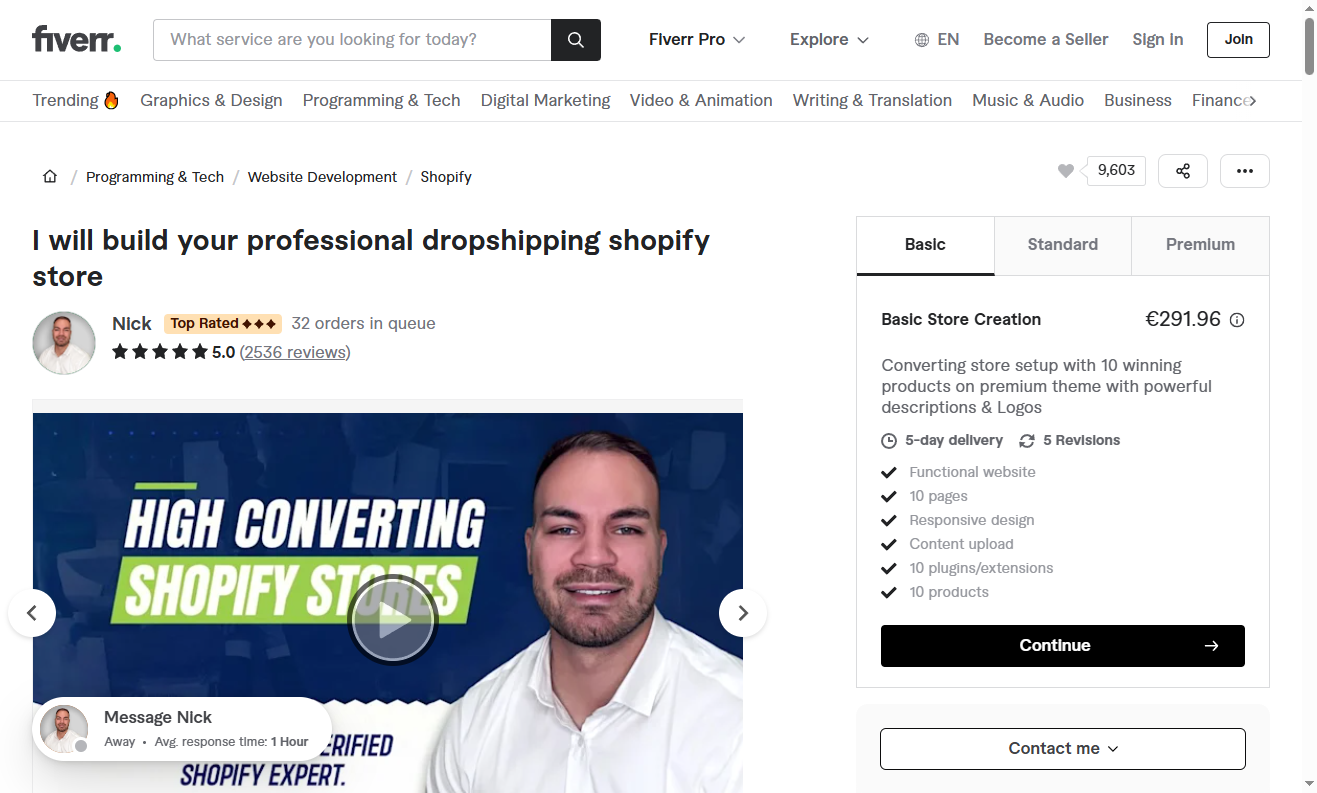 fiverr.
What service are you looking for today?
Fiverr Pro
Explore
EN
Become a Seller
Sign In
Join
Trending
Graphics & Design
Programming & Tech
Digital Marketing
Video & Animation
Writing & Translation
Music & Audio
Business
Finance
Programming & Tech / Website Development / Shopify
9,603
I will build your professional dropshipping shopify
store
Nick
Top Rated
32 orders in queue
5.0 (2536 reviews)
HIGH CONVERTING
SHOPIFY STORES
SHOPIFY EXPERT.
Message Nick
Away • Avg. response time: 1 Hour
Basic
Standard
Premium
Basic Store Creation
€291.96
Converting store setup with 10 winning
products on premium theme with powerful
descriptions & Logos
5-day delivery
5 Revisions
Functional website
10 pages
Responsive design
Content upload
10 plugins/extensions
10 products
Continue
Contact me